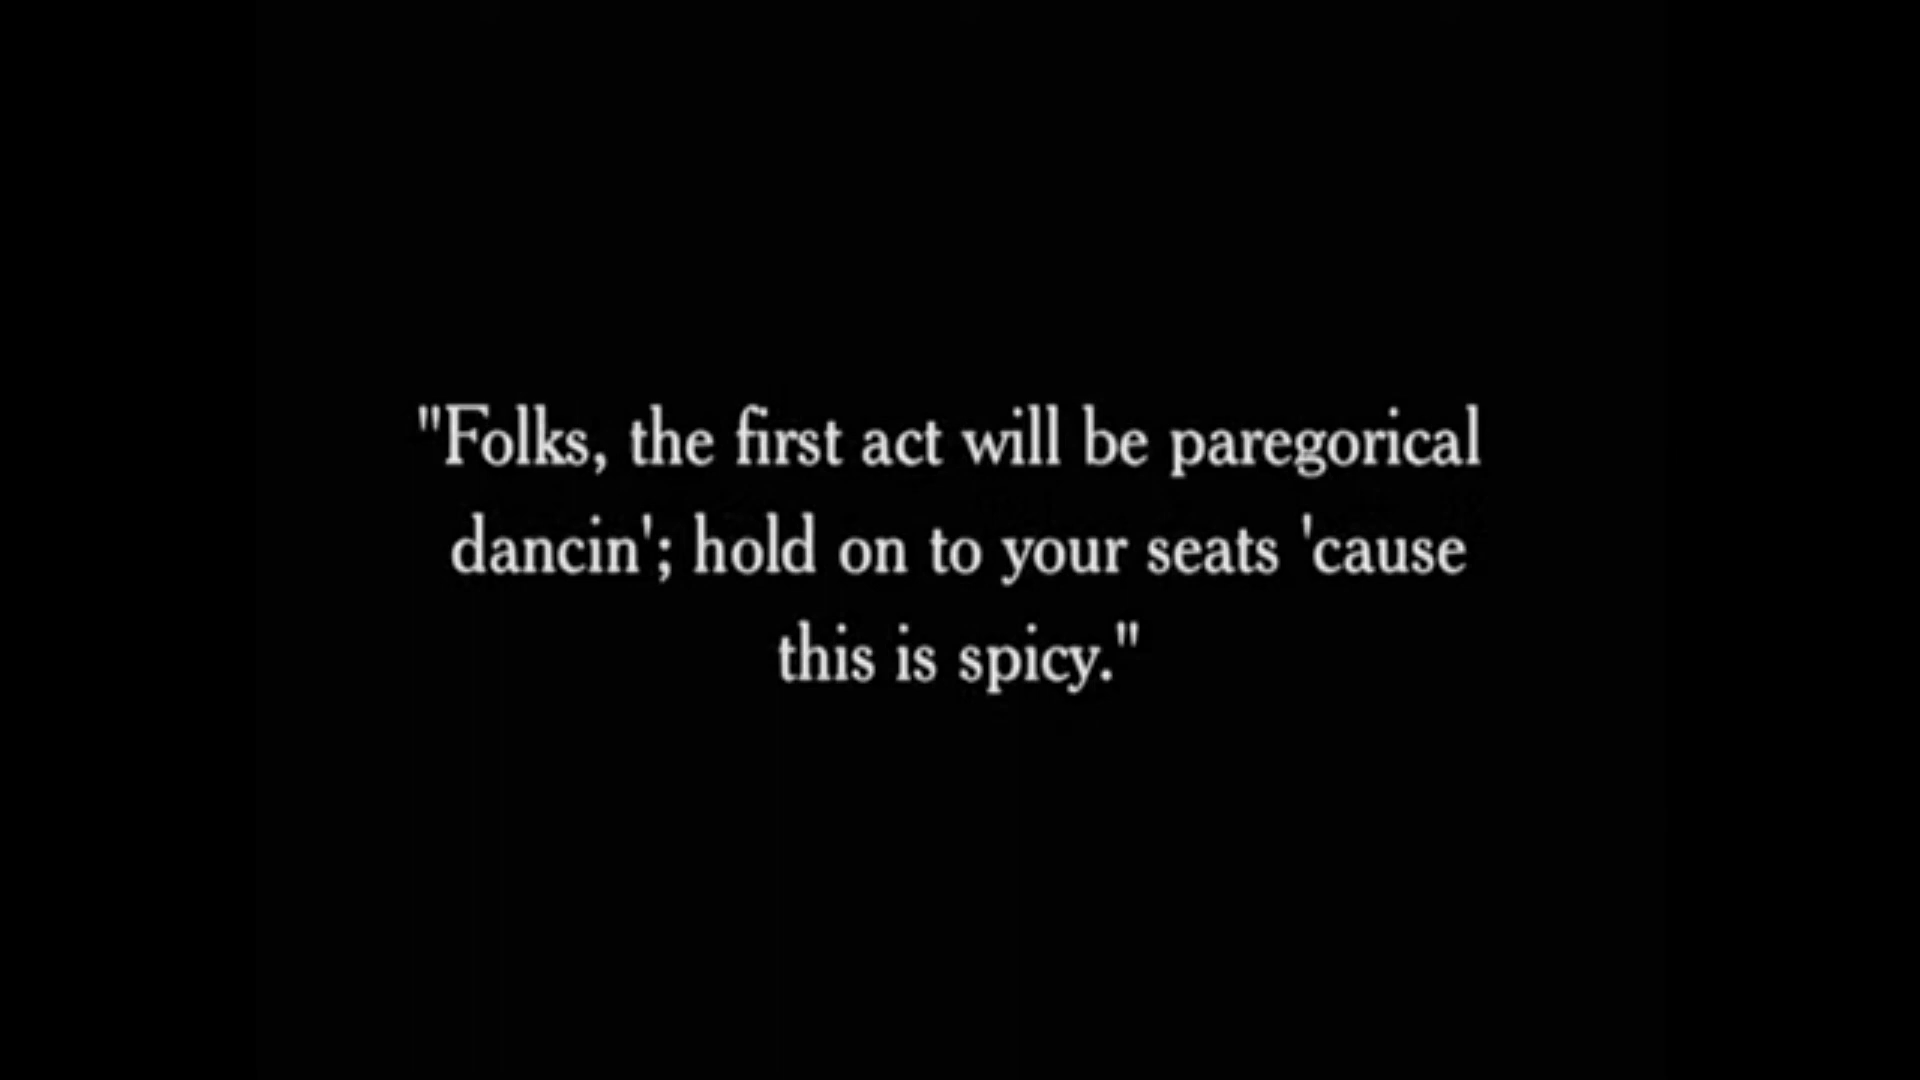 "Folks, the first act will be paregorical
dancin'; hold on to your seats 'cause
this is spicy."